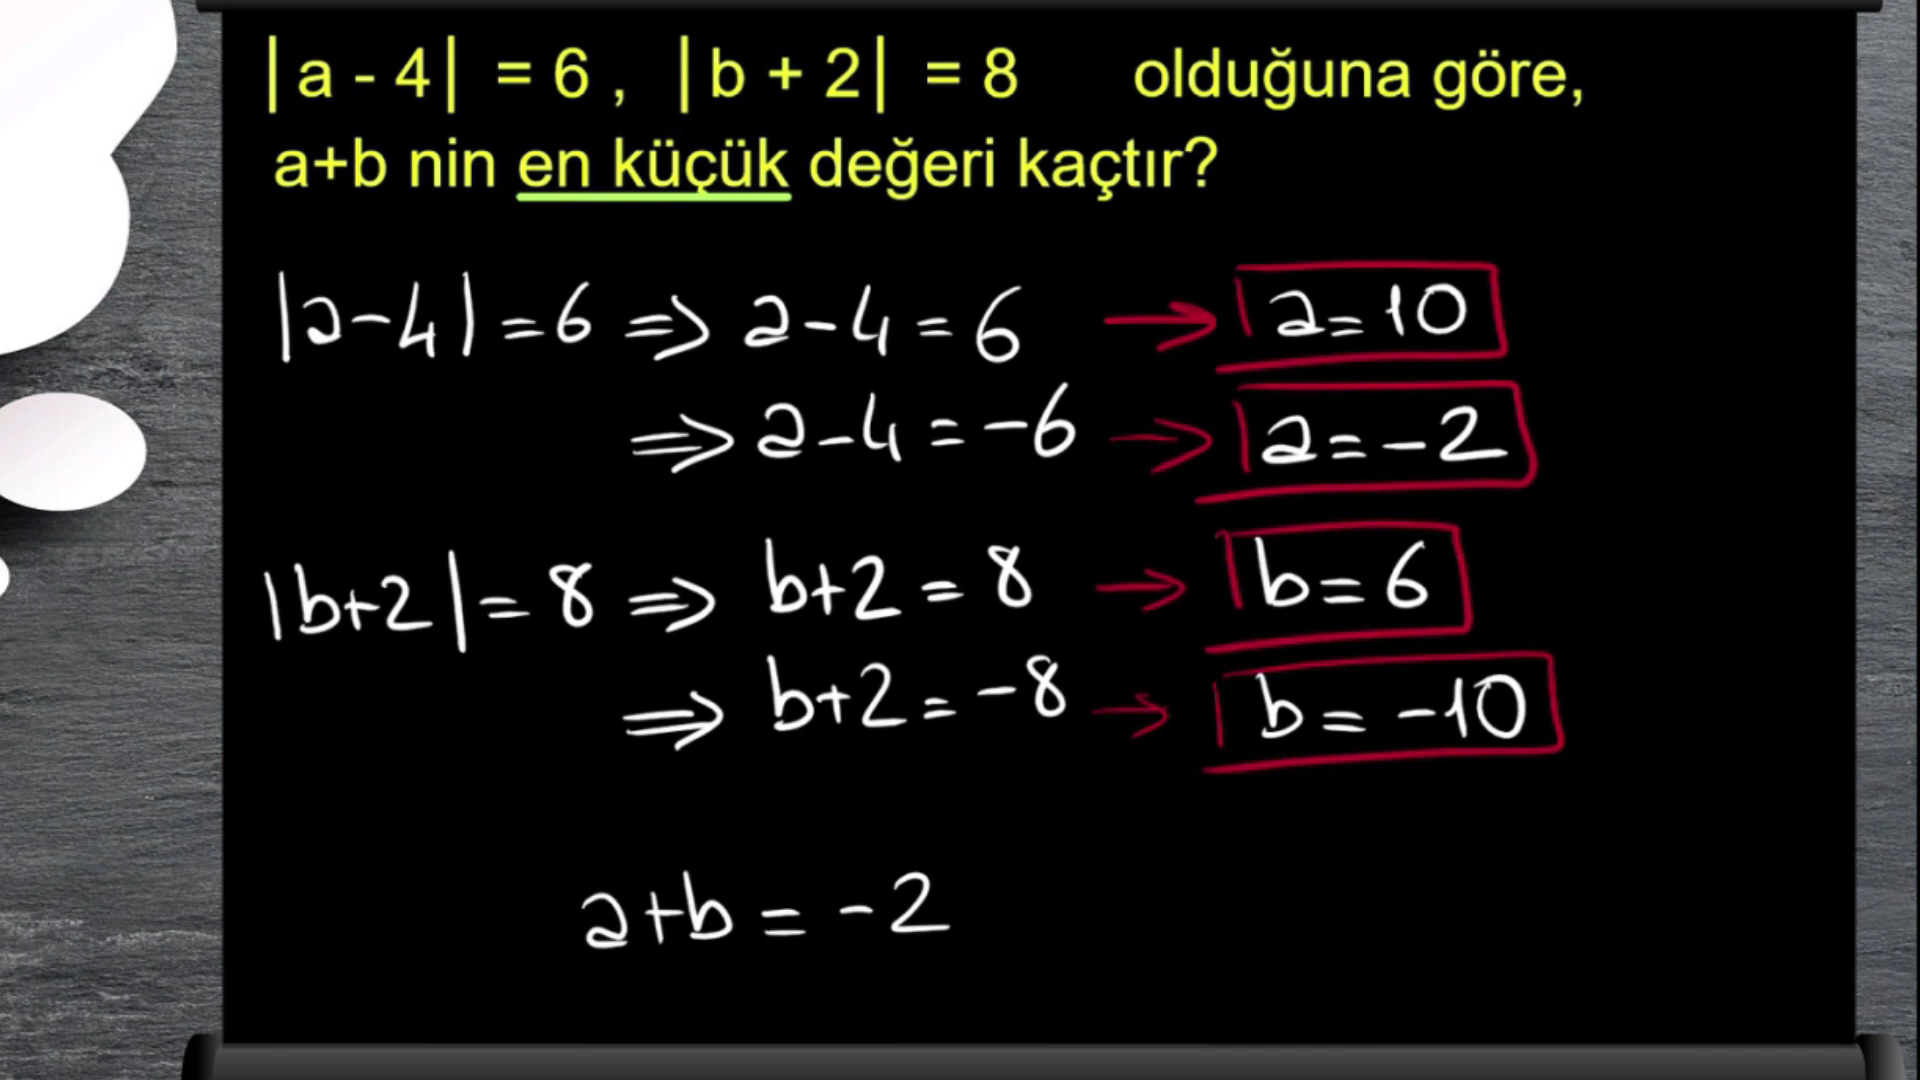 |a - 4| = 6 , |b + 2| = 8 olduğuna göre,
a+b nin en küçük değeri kaçtır?
|a-4|=6 ⇒ a-4=6 → a=10
⇒ a-4=-6 → a=-2
|b+2|=8 ⇒ b+2=8 → b=6
⇒ b+2=-8 → b=-10
a+b=-2